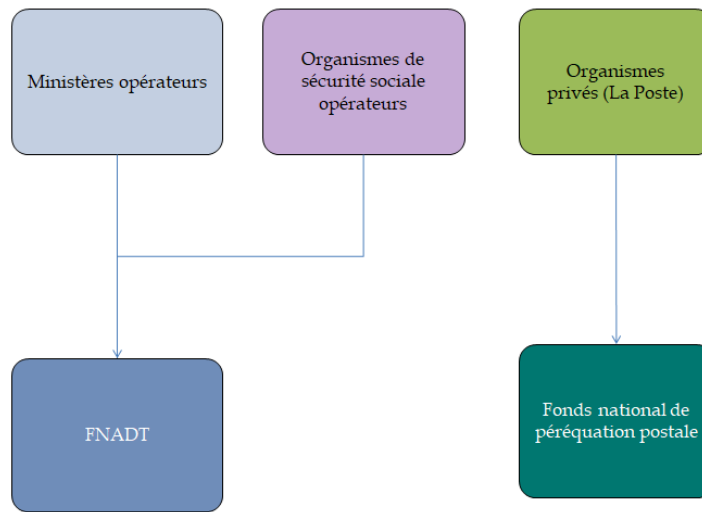 Ministères opérateurs
Organismes de
sécurité sociale
opérateurs
Organismes
privés (La Poste)
FNADT
Fonds national de
péréquation postale